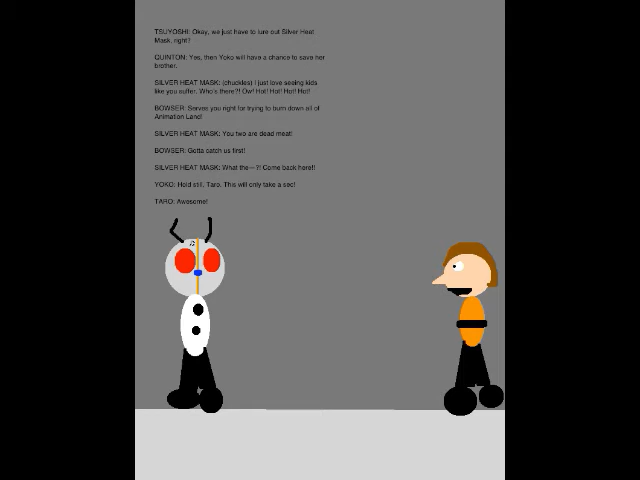 TSUYOSHI: Okay, we just have to lure out Silver Heat
Mask, right?
QUINTON: Yes, then Yoko will have a chance to save her
brother.
SILVER HEAT MASK: (chuckles) I just love seeing kids
like you suffer. Who's there?! Ow! Hot! Hot! Hot! Hot!
BOWSER: Serves you right for trying to burn down all of
Animation Land!
SILVER HEAT MASK: You two are dead meat!
BOWSER: Gotta catch us first!
SILVER HEAT MASK: What the—?! Come back here!!
YOKO: Hold still, Taro. This will only take a sec!
TARO: Awesome!